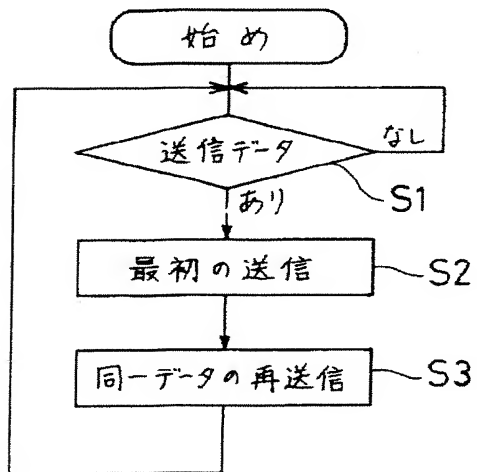 始め
送信データ
なし
S1
あり
最初の送信
S2
同一データの再送信
S3